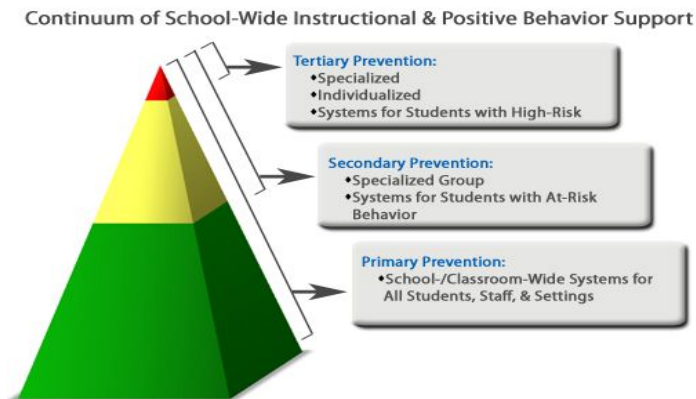 Continuum of School-Wide Instructional & Positive Behavior Support
Tertiary Prevention:
◆Specialized
◆Individualized
◆Systems for Students with High-Risk
Secondary Prevention:
◆Specialized Group
◆Systems for Students with At-Risk
Behavior
Primary Prevention:
◆School-/Classroom-Wide Systems for
All Students, Staff, & Settings